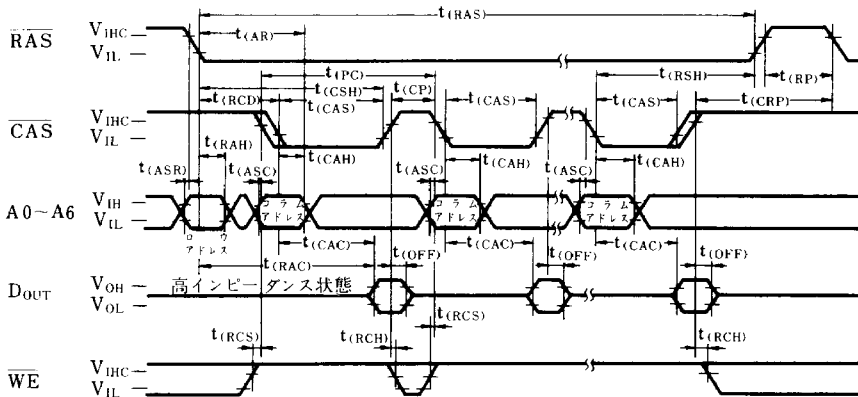 t(RAS)
RAS VIHC VIL t(AR)
t(PC) t(RSH) t(RP)
t(CSH) t(CP)
t(RCD) t(CAS) t(CAS) t(CAS) t(CRP)
CAS VIHC VIL
t(RAH) t(CAH) t(CAH) t(CAH)
t(ASR) t(ASC) t(ASC) t(ASC)
A0~A6 VIH VIL コラム アドレス コラム アドレス コラム アドレス
ロウ アドレス
t(CAC) t(OFF) t(CAC) t(OFF) t(CAC) t(OFF)
t(RAC)
DOUT VOH VOL 高インピーダンス状態
t(RCS) t(RCH) t(RCS) t(RCH)
WE VIHC VIL